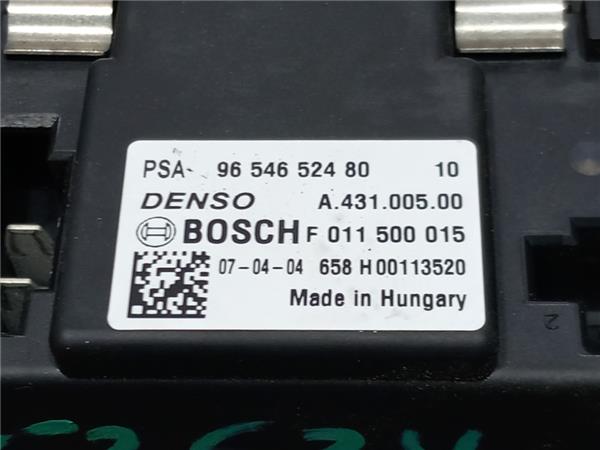 PSA- 96 546 524 80 10
DENSO A.431.005.00
BOSCH F 011 500 015
07-04-04 658 H00113520
Made in Hungary
2